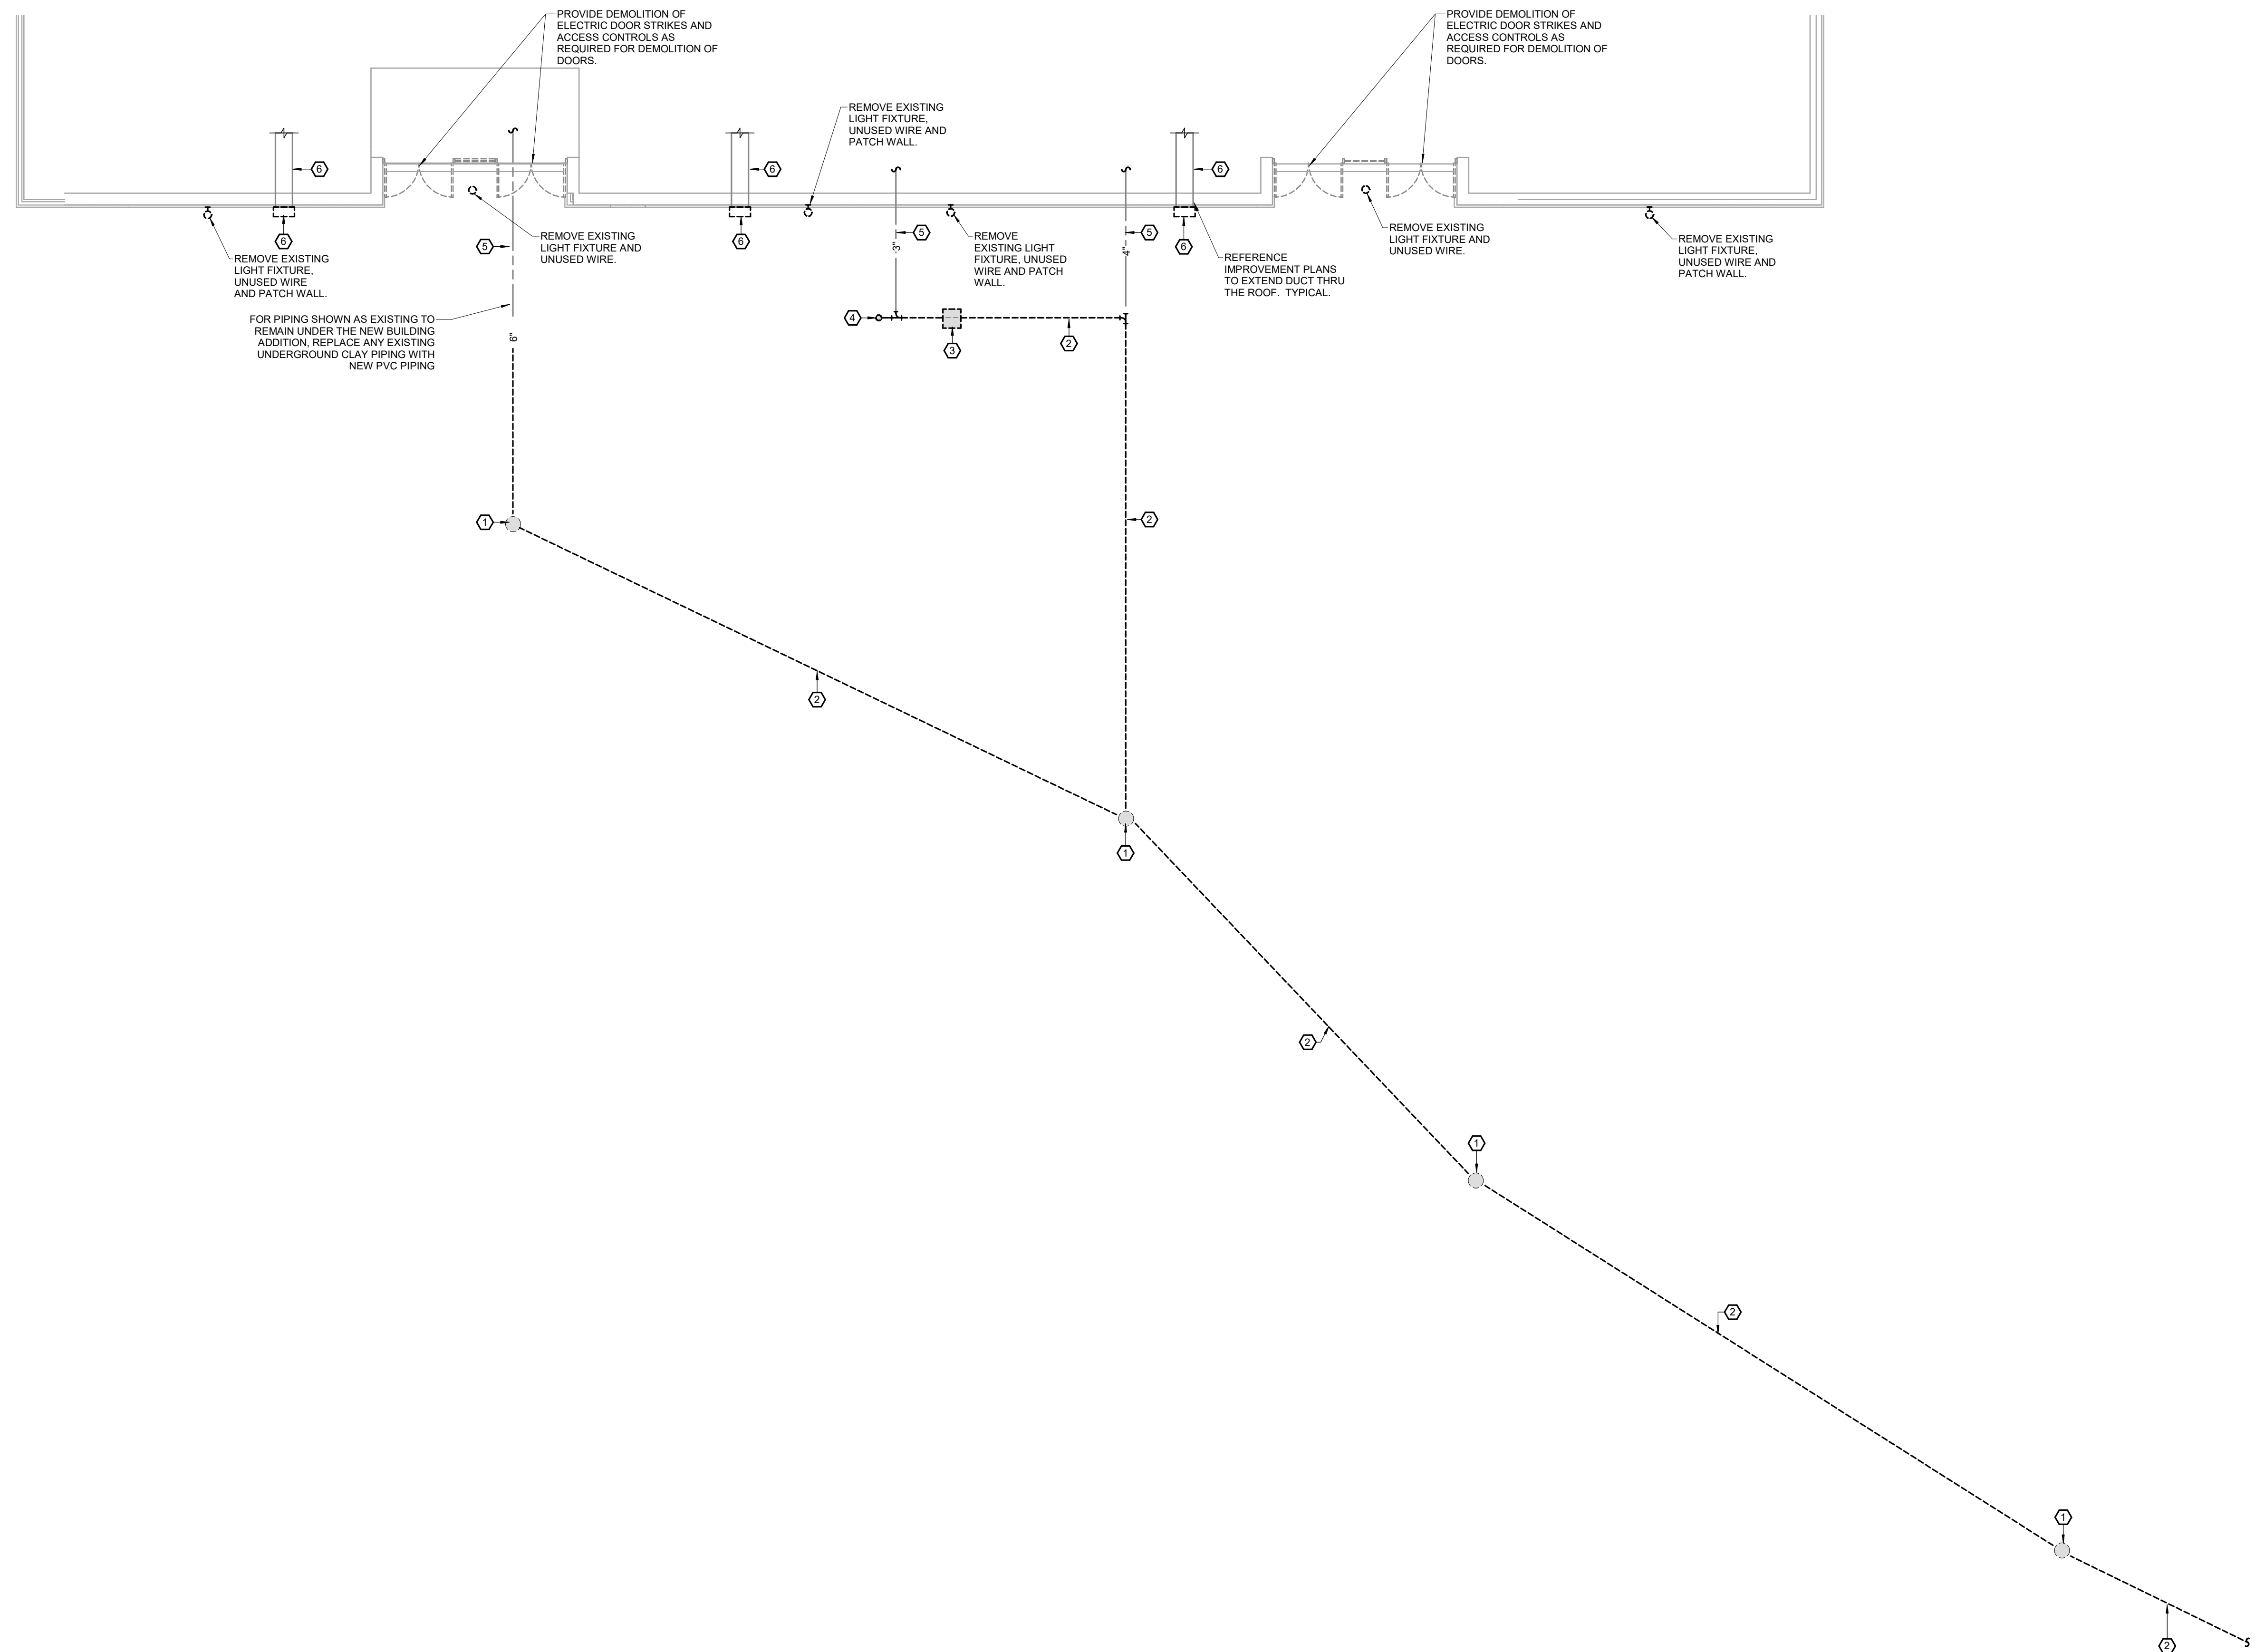 PROVIDE DEMOLITION OF
ELECTRIC DOOR STRIKES AND
ACCESS CONTROLS AS
REQUIRED FOR DEMOLITION OF
DOORS.
PROVIDE DEMOLITION OF
ELECTRIC DOOR STRIKES AND
ACCESS CONTROLS AS
REQUIRED FOR DEMOLITION OF
DOORS.
REMOVE EXISTING
LIGHT FIXTURE,
UNUSED WIRE AND
PATCH WALL.
6
6
6
6
6
6
5
5
5
REMOVE EXISTING
LIGHT FIXTURE,
UNUSED WIRE
AND PATCH WALL.
REMOVE EXISTING
LIGHT FIXTURE AND
UNUSED WIRE.
3"
REMOVE
EXISTING LIGHT
FIXTURE, UNUSED
WIRE AND PATCH
WALL.
4"
REFERENCE
IMPROVEMENT PLANS
TO EXTEND DUCT THRU
THE ROOF. TYPICAL.
REMOVE EXISTING
LIGHT FIXTURE AND
UNUSED WIRE.
REMOVE EXISTING
LIGHT FIXTURE,
UNUSED WIRE AND
PATCH WALL.
FOR PIPING SHOWN AS EXISTING TO
REMAIN UNDER THE NEW BUILDING
ADDITION, REPLACE ANY EXISTING
UNDERGROUND CLAY PIPING WITH
NEW PVC PIPING
6"
4
3
2
1
2
2
1
2
1
2
1
2